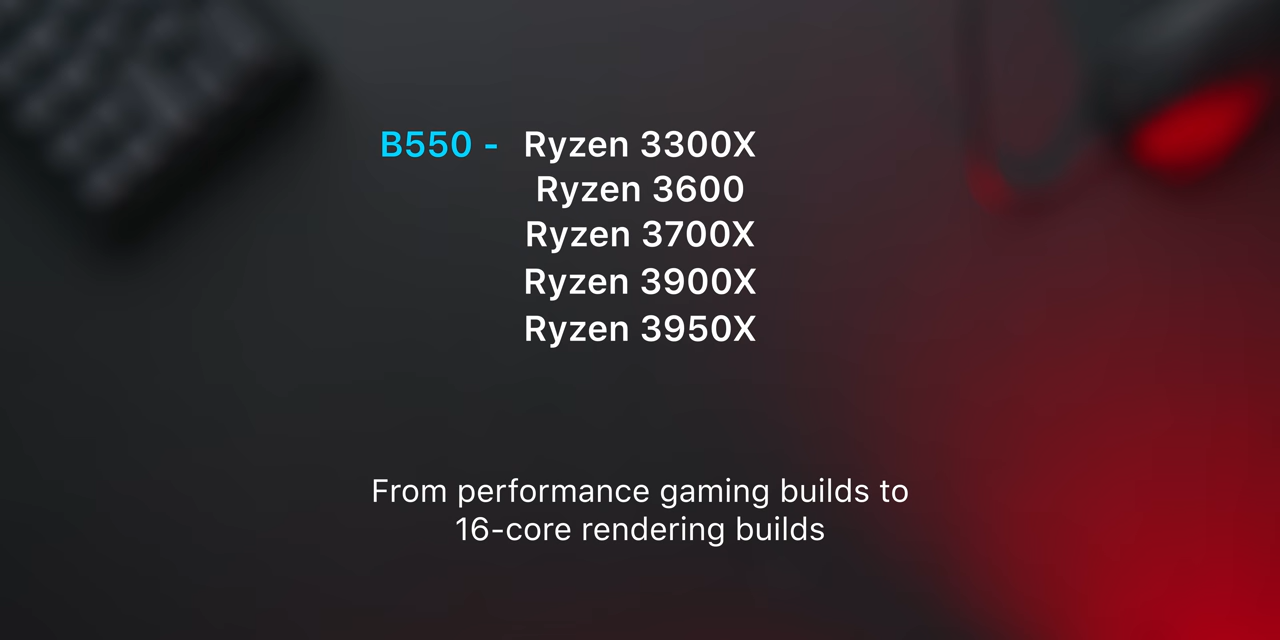 B550 - Ryzen 3300X
Ryzen 3600
Ryzen 3700X
Ryzen 3900X
Ryzen 3950X
From performance gaming builds to
16-core rendering builds